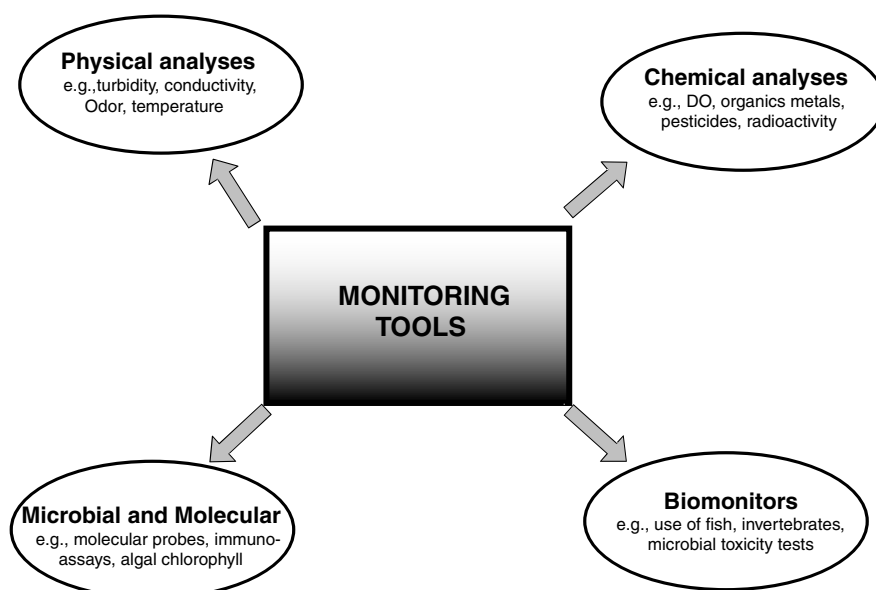 Physical analyses
e.g.,turbidity, conductivity,
Odor, temperature
Chemical analyses
e.g., DO, organics metals,
pesticides, radioactivity
MONITORING
TOOLS
Microbial and Molecular
e.g., molecular probes, immuno-
assays, algal chlorophyll
Biomonitors
e.g., use of fish, invertebrates,
microbial toxicity tests